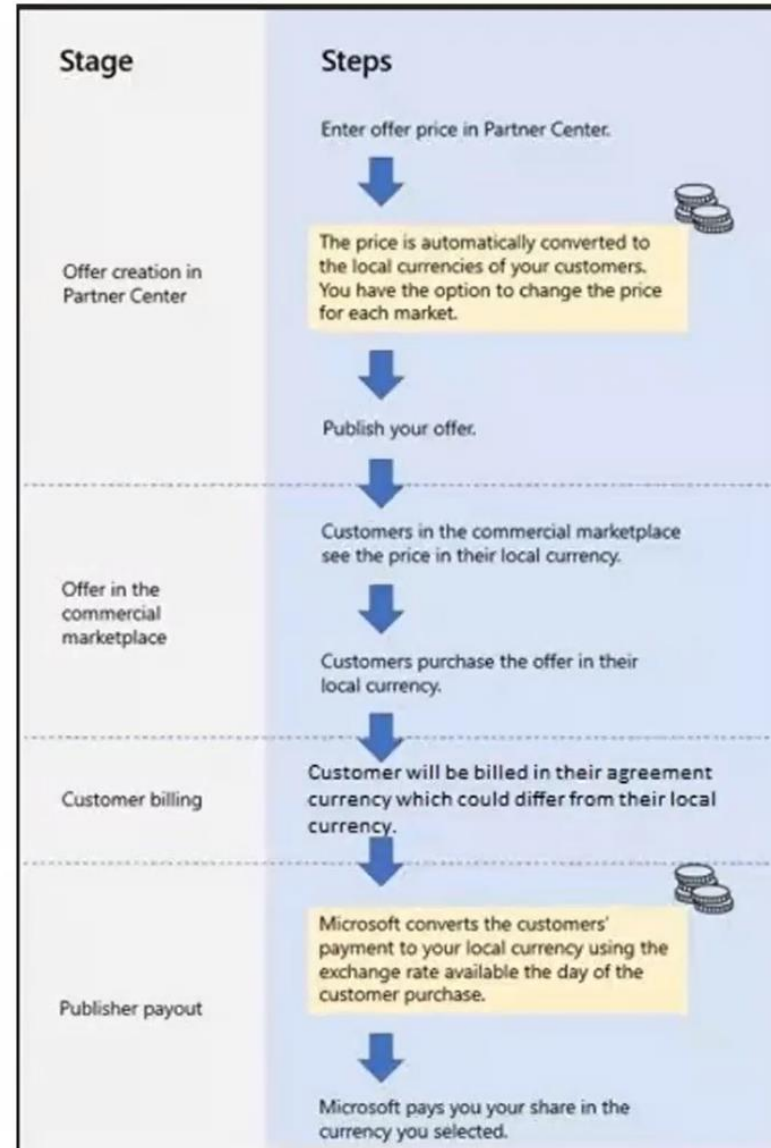 Stage
Steps
Enter offer price in Partner Center.
Offer creation in
Partner Center
The price is automatically converted to
the local currencies of your customers.
You have the option to change the price
for each market.
Publish your offer.
Offer in the
commercial
marketplace
Customers in the commercial marketplace
see the price in their local currency.
Customers purchase the offer in their
local currency.
Customer billing
Customer will be billed in their agreement
currency which could differ from their local
currency.
Publisher payout
Microsoft converts the customers'
payment to your local currency using the
exchange rate available the day of the
customer purchase.
Microsoft pays you your share in the
currency you selected.